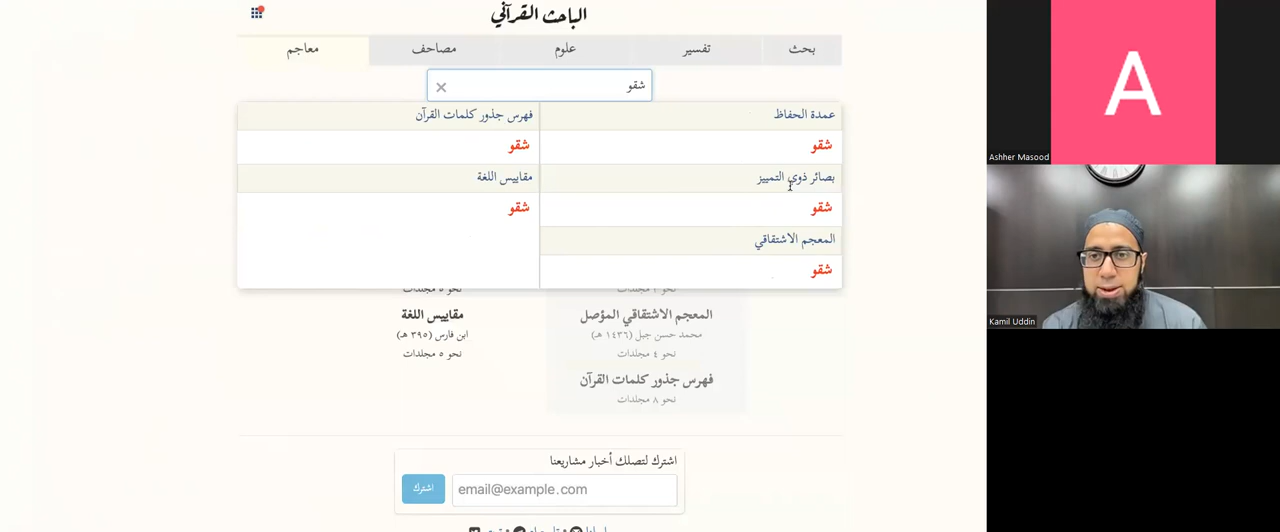 الباحث القرآني
بحث
تفسير
علوم
مصاحف
معاجم
شقو
عمدة الحفاظ
شقو
بصائر ذوي التمييز
شقو
المعجم الاشتقاقي
شقو
فهرس جذور كلمات القرآن
شقو
مقاييس اللغة
شقو
نحو ٥ مجلدات
المعجم الاشتقاقي المؤصل
محمد حسن جبل (١٤٣٦ هـ)
نحو ٤ مجلدات
فهرس جذور كلمات القرآن
نحو ٨ مجلدات
مقاييس اللغة
ابن فارس (٣٩٥ هـ)
نحو ٥ مجلدات
اشترك لتصلك أخبار مشاريعنا
email@example.com
اشترك
A
Ashher Masood
Kamil Uddin